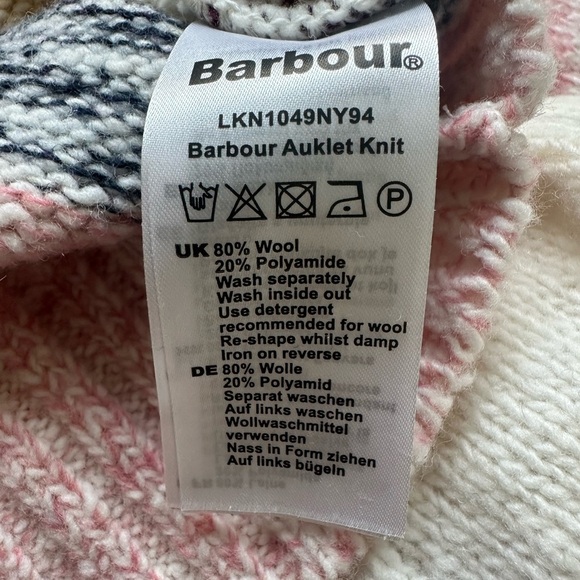 Barbour®
LKN1049NY94
Barbour Auklet Knit
P
UK 80% Wool
20% Polyamide
Wash separately
Wash inside out
Use detergent
recommended for wool
Re-shape whilst damp
Iron on reverse
DE 80% Wolle
20% Polyamid
Separat waschen
Auf links waschen
Wollwaschmittel
verwenden
Nass in Form ziehen
Auf links bügeln